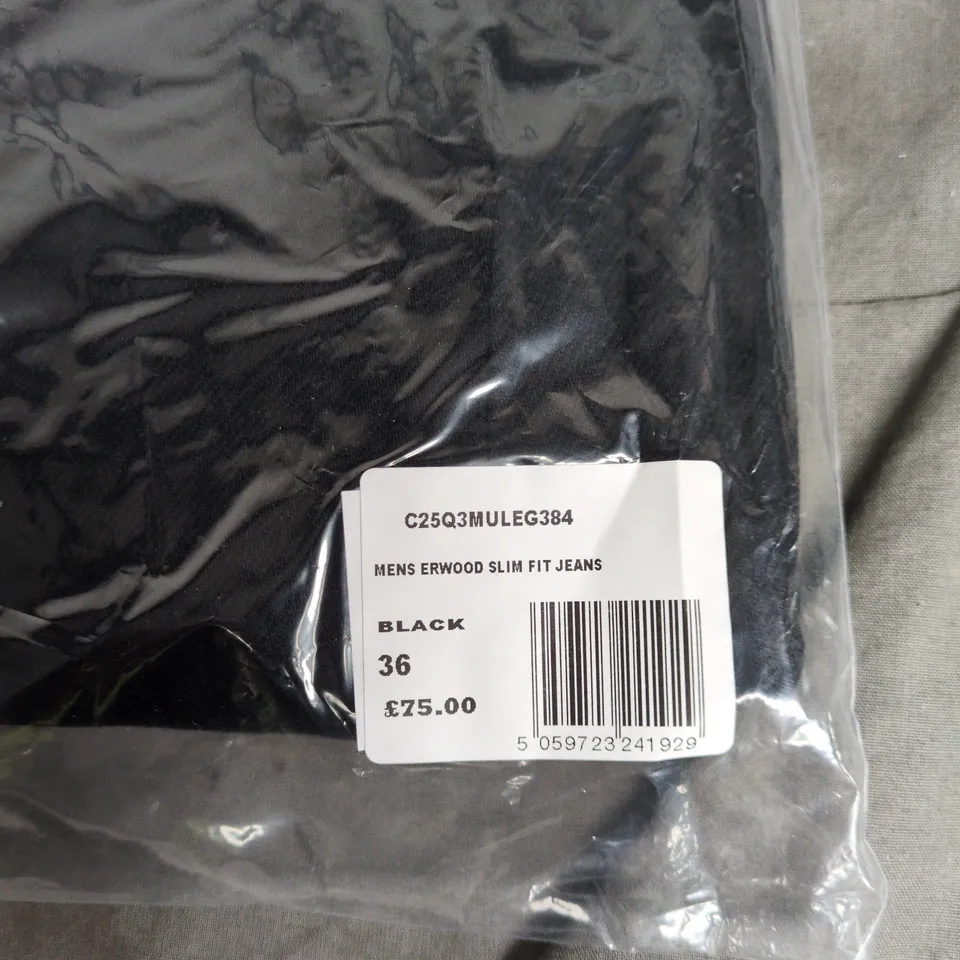 C25Q3MULEG384
MENS ERWOOD SLIM FIT JEANS
BLACK
36
£75.00
5 059723 241929